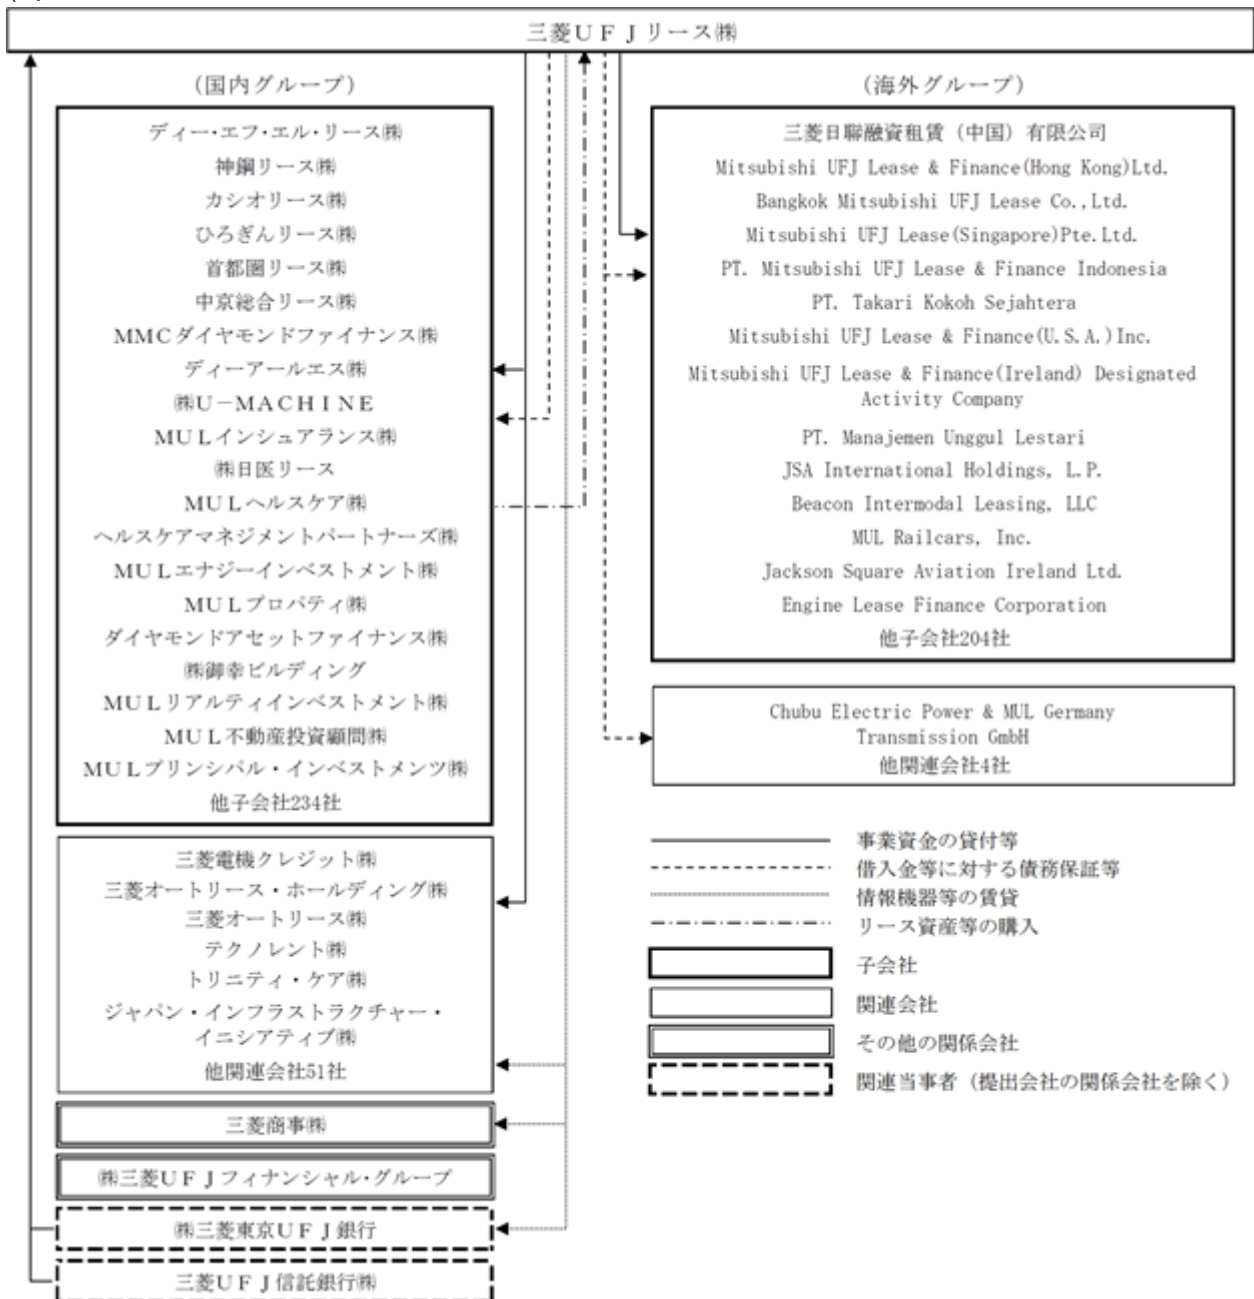 三菱UFJリース㈱
(国内グループ)
ディー・エフ・エル・リース㈱
神鋼リース㈱
カシオリース㈱
ひろぎんリース㈱
首都圏リース㈱
中京総合リース㈱
MMCダイヤモンドファイナンス㈱
ディーアールエス㈱
㈱U-MACHINE
MULインシュアランス㈱
㈱日医リース
MULヘルスケア㈱
ヘルスケアマネジメントパートナーズ㈱
MULエナジーインベストメント㈱
MULプロパティ㈱
ダイヤモンドアセットファイナンス㈱
㈱御幸ビルディング
MULリアルティインベストメント㈱
MUL不動産投資顧問㈱
MULプリンシパル・インベストメンツ㈱
他子会社234社
三菱電機クレジット㈱
三菱オートリース・ホールディング㈱
三菱オートリース㈱
テクノレント㈱
トリニティ・ケア㈱
ジャパン・インフラストラクチャー・
イニシアティブ㈱
他関連会社51社
三菱商事㈱
㈱三菱UFJフィナンシャル・グループ
㈱三菱東京UFJ銀行
三菱UFJ信託銀行㈱
(海外グループ)
三菱日聯融資租賃(中国)有限公司
Mitsubishi UFJ Lease & Finance(Hong Kong)Ltd.
Bangkok Mitsubishi UFJ Lease Co.,Ltd.
Mitsubishi UFJ Lease(Singapore)Pte.Ltd.
PT. Mitsubishi UFJ Lease & Finance Indonesia
PT. Takari Kokoh Sejahtera
Mitsubishi UFJ Lease & Finance(U.S.A.)Inc.
Mitsubishi UFJ Lease & Finance(Ireland) Designated
Activity Company
PT. Manajemen Unggul Lestari
JSA International Holdings, L.P.
Beacon Intermodal Leasing, LLC
MUL Railcars, Inc.
Jackson Square Aviation Ireland Ltd.
Engine Lease Finance Corporation
他子会社204社
Chubu Electric Power & MUL Germany
Transmission GmbH
他関連会社4社
事業資金の貸付等
借入金等に対する債務保証等
情報機器等の賃貸
リース資産等の購入
子会社
関連会社
その他の関係会社
関連当事者(提出会社の関係会社を除く)